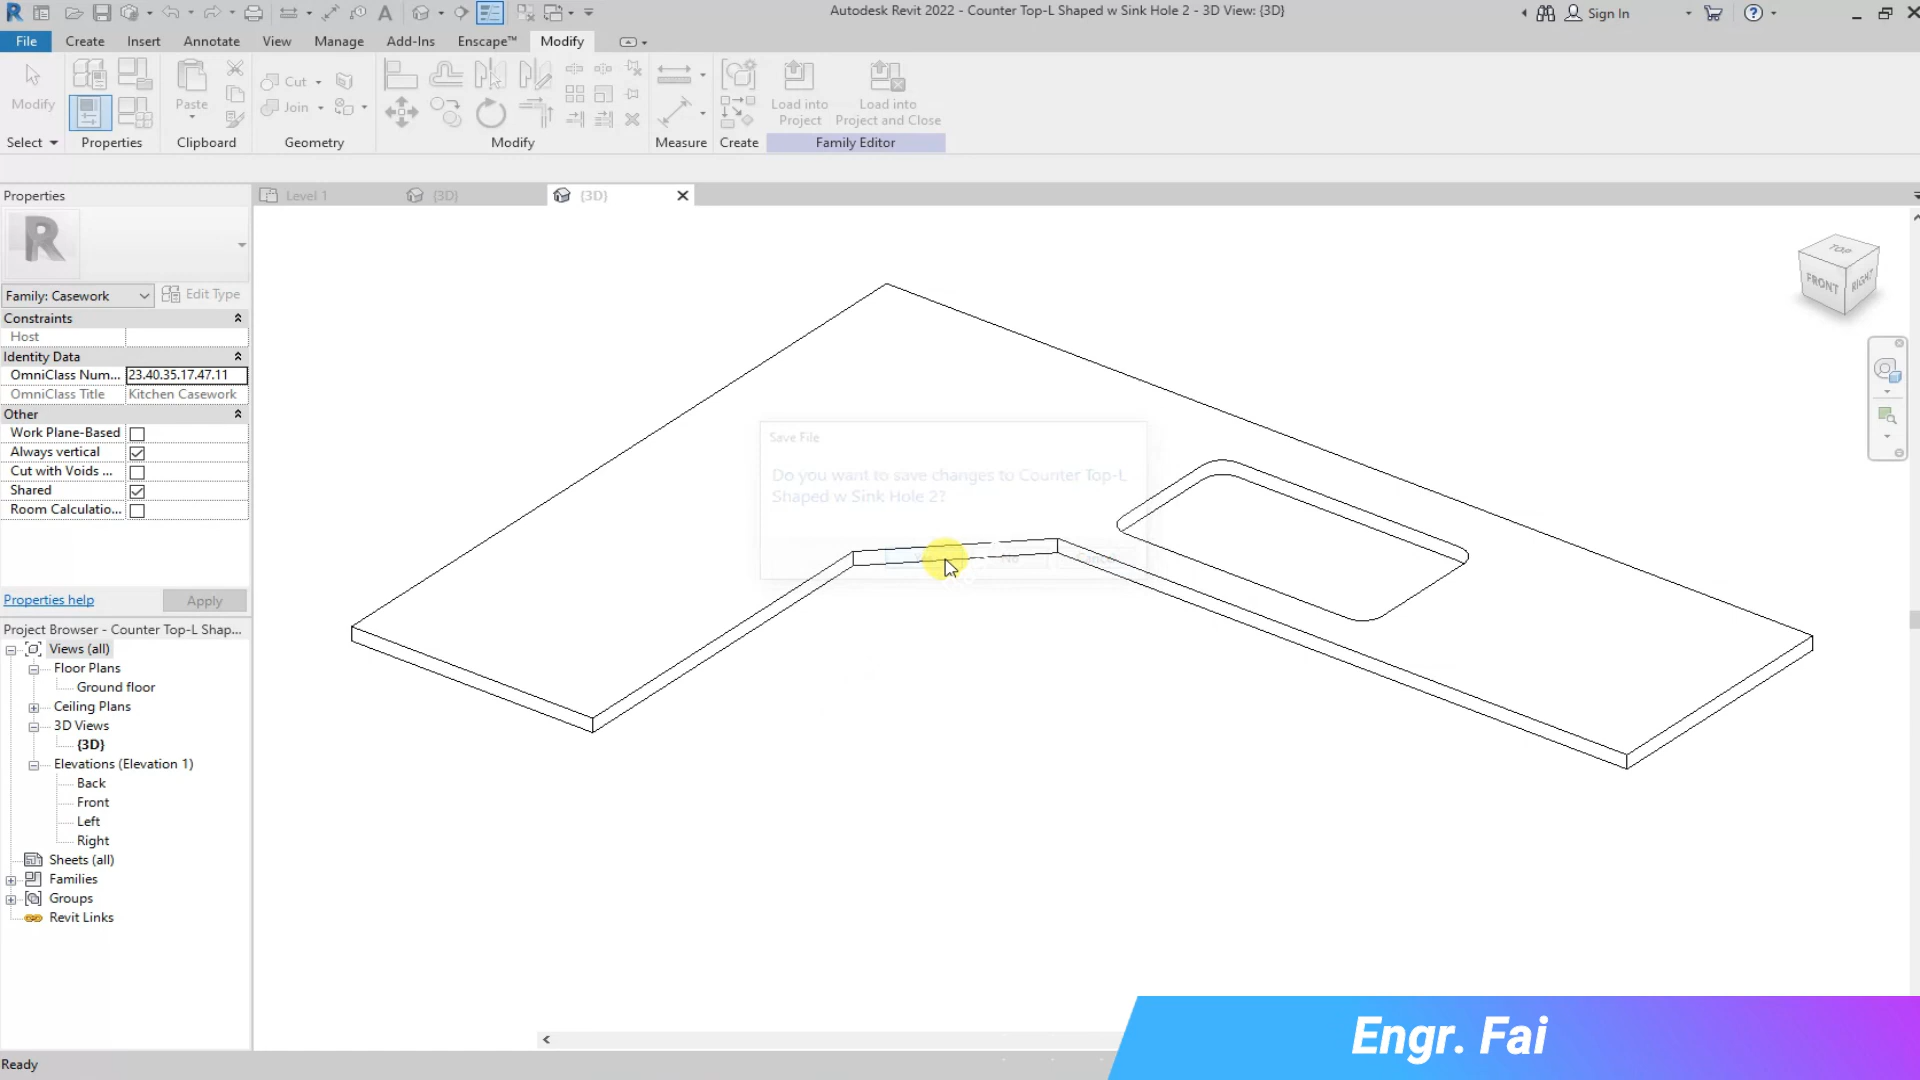 Autodesk Revit 2022 - Counter Top-L Shaped w Sink Hole 2 - 3D View: {3D}
Sign In
File
Create
Insert
Annotate
View
Manage
Add-Ins
Enscape™
Modify
Modify
Paste
Cut
Join
Load into
Project
Load into
Project and Close
Select
Properties
Clipboard
Geometry
Modify
Measure
Create
Family Editor
Properties
Level 1
{3D}
{3D}
R
Family: Casework
Edit Type
Constraints
Host
Identity Data
OmniClass Num... 23.40.35.17.47.11
OmniClass Title Kitchen Casework
Other
Work Plane-Based
Always vertical
Cut with Voids ...
Shared
Room Calculatio...
Properties help
Apply
Project Browser - Counter Top-L Shap...
Views (all)
Floor Plans
Ground floor
Ceiling Plans
3D Views
{3D}
Elevations (Elevation 1)
Back
Front
Left
Right
Sheets (all)
Families
Groups
Revit Links
Ready
TOP
FRONT
RIGHT
Save File
Do you want to save changes to Counter Top-L
Shaped w Sink Hole 2?
No
Cancel
Engr. Fai